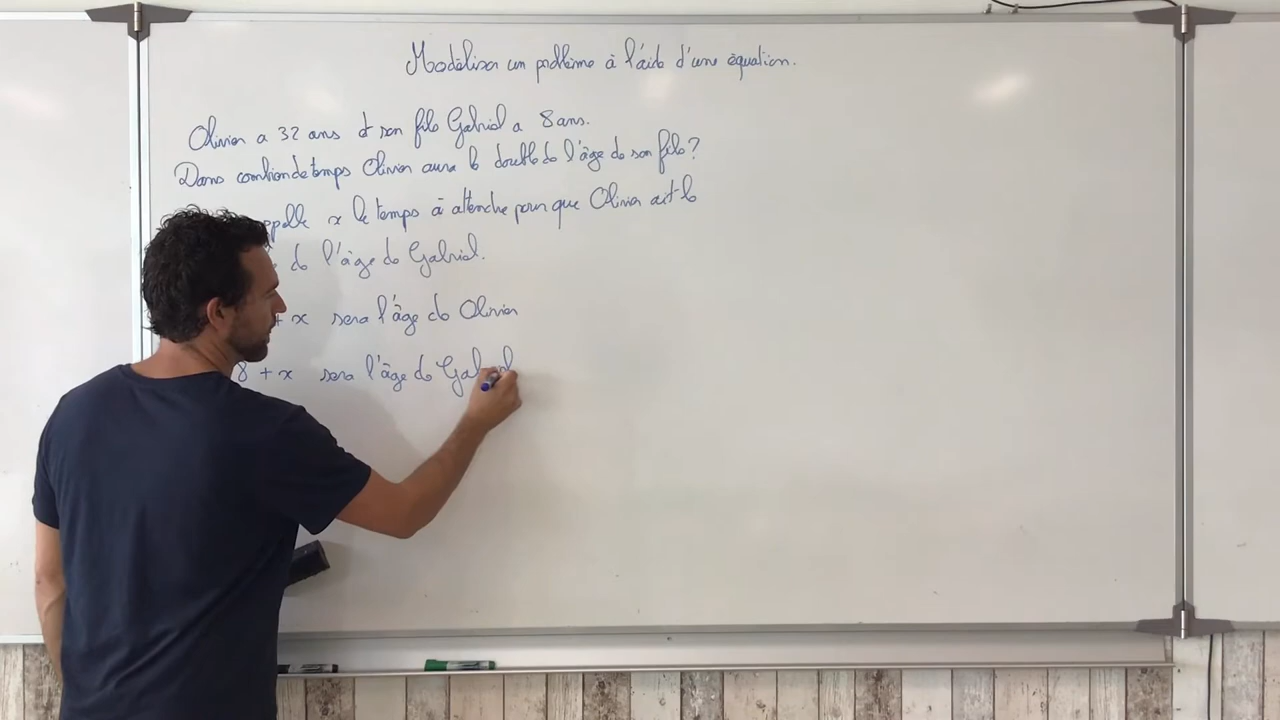 Modéliser un problème à l'aide d'une équation.
Olivier a 32 ans et son fils Gabriel a 8 ans.
Dans combien de temps Olivier aura le double de l'âge de son fils ?
x le temps à attendre pour que Olivier ait le
de l'âge de Gabriel.
+ x sera l'âge de Olivier
8 + x sera l'âge de Gabriel